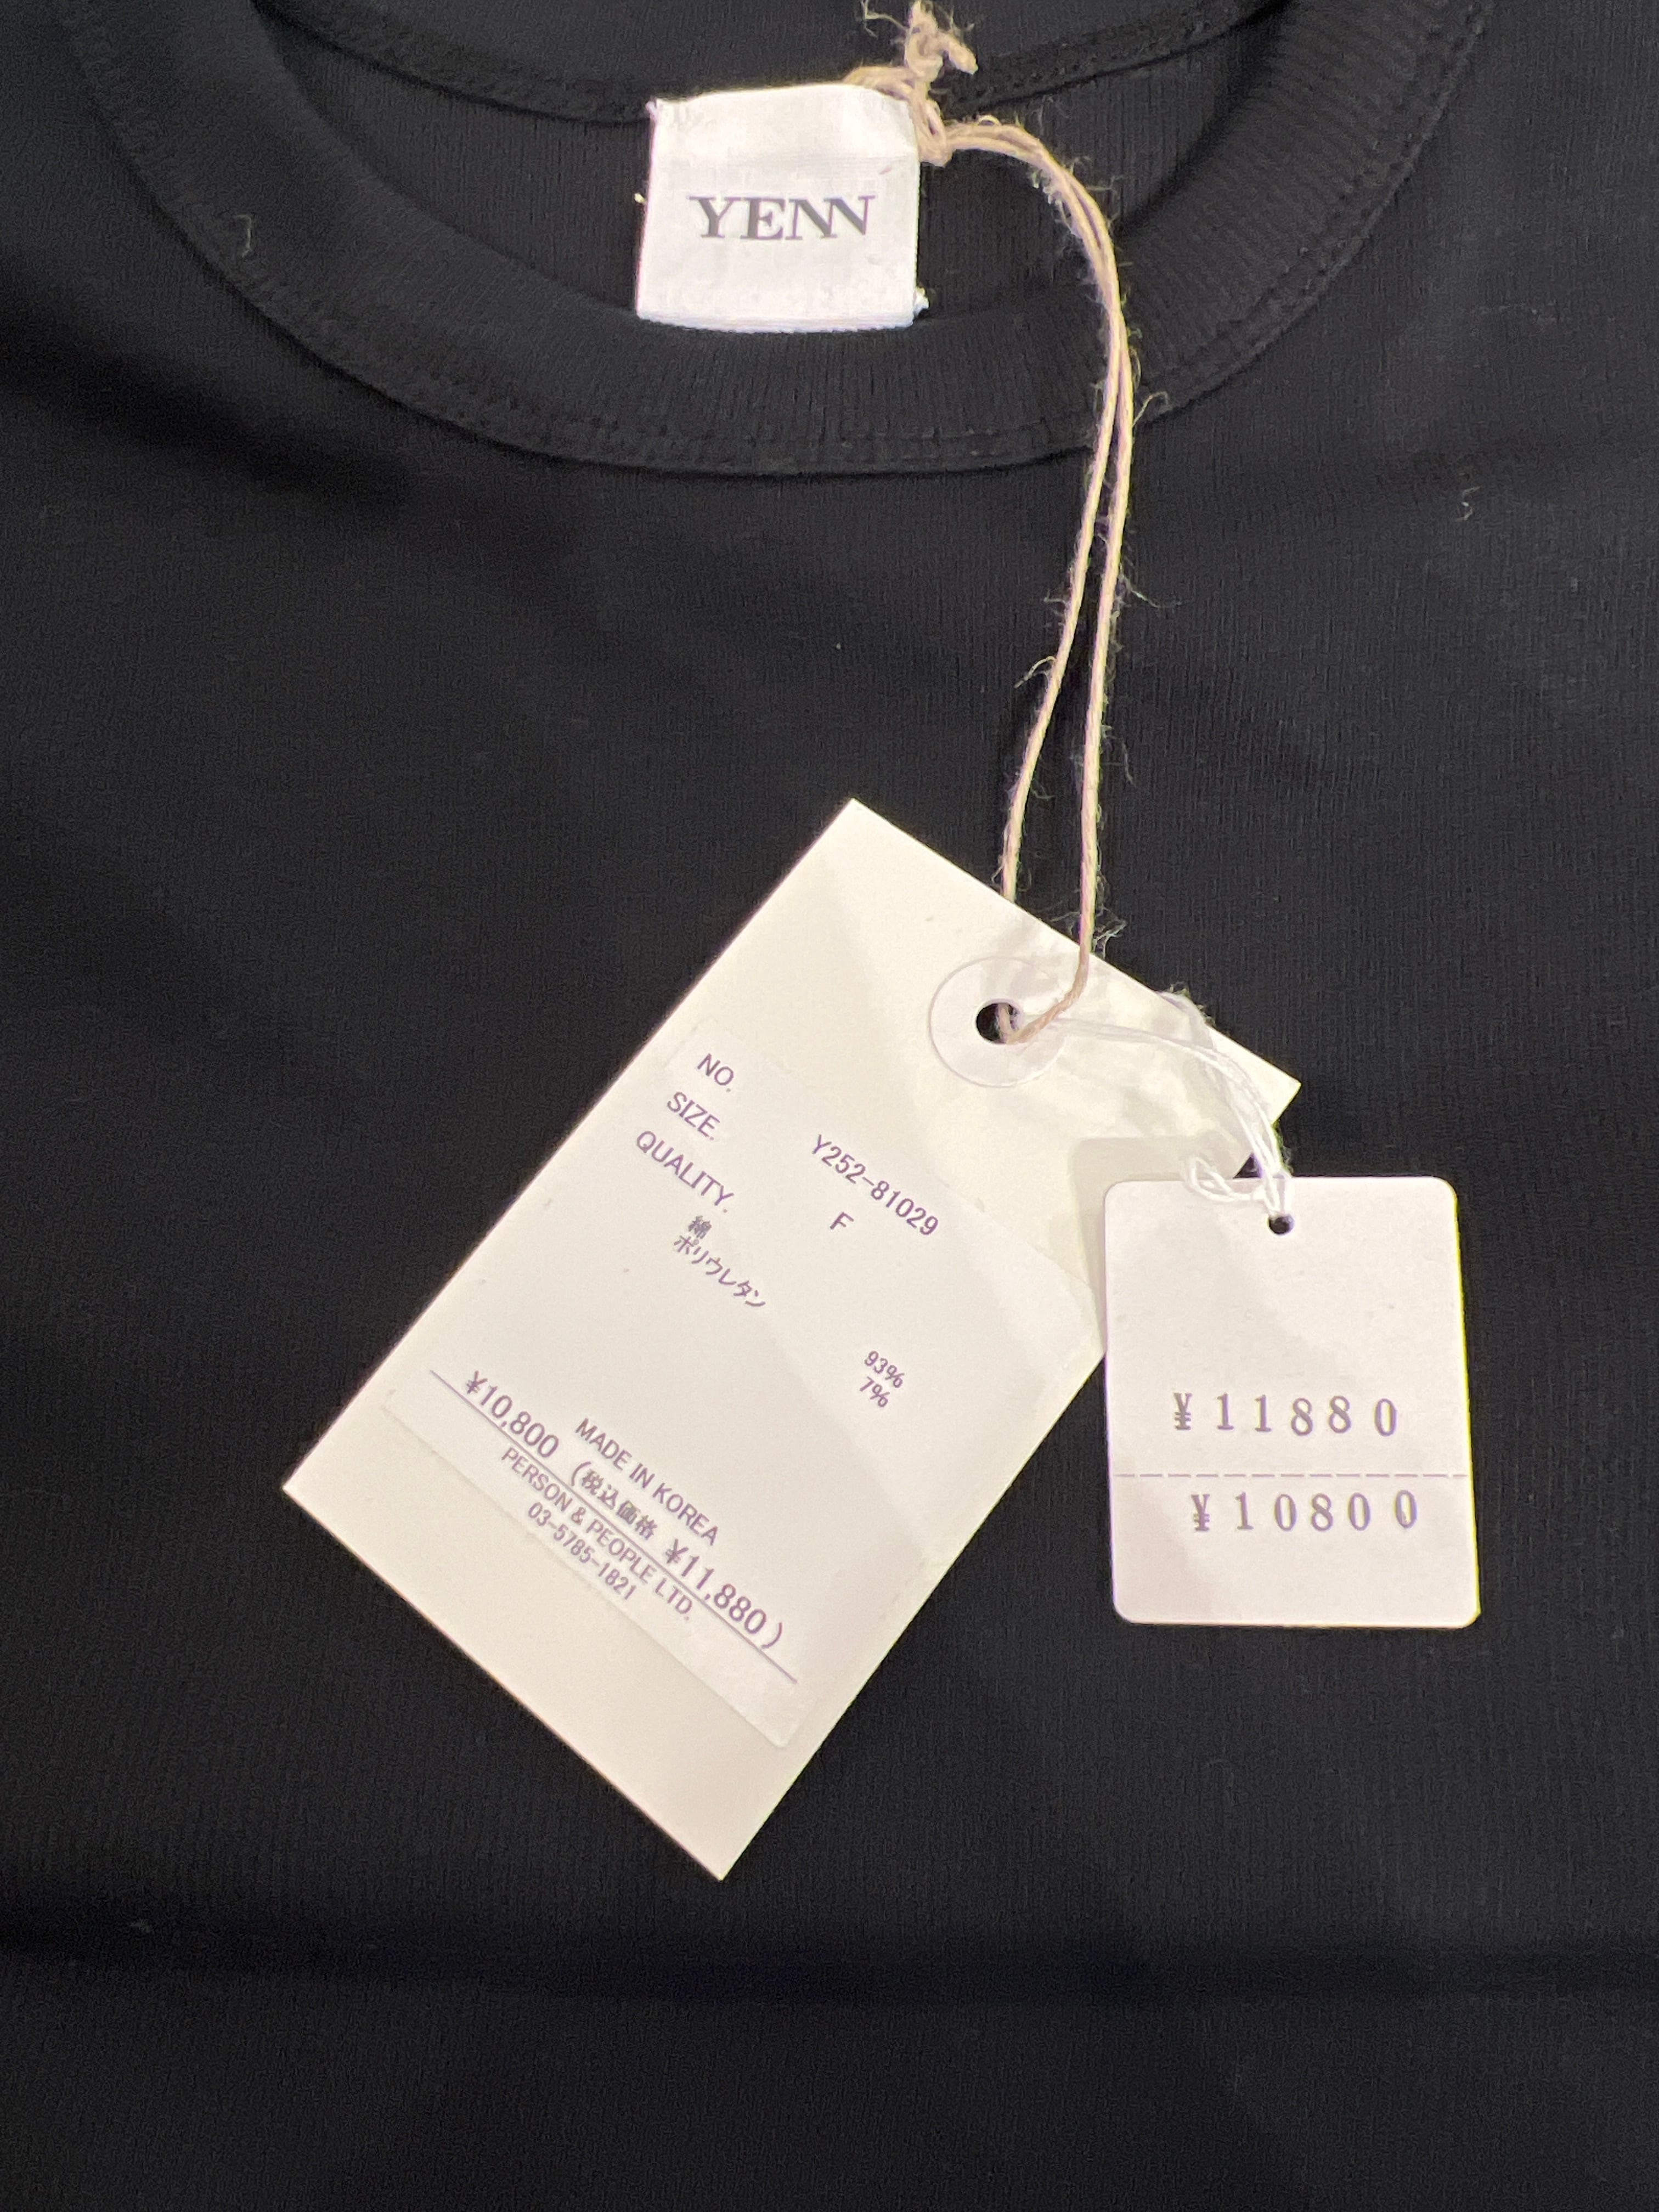 YENN
NO. Y252-81029
SIZE. F
QUALITY.
綿 93%
ポリウレタン 7%
MADE IN KOREA
¥10,800 (税込価格 ¥11,880)
PERSON & PEOPLE LTD.
03-5785-1821
¥11880
¥10800